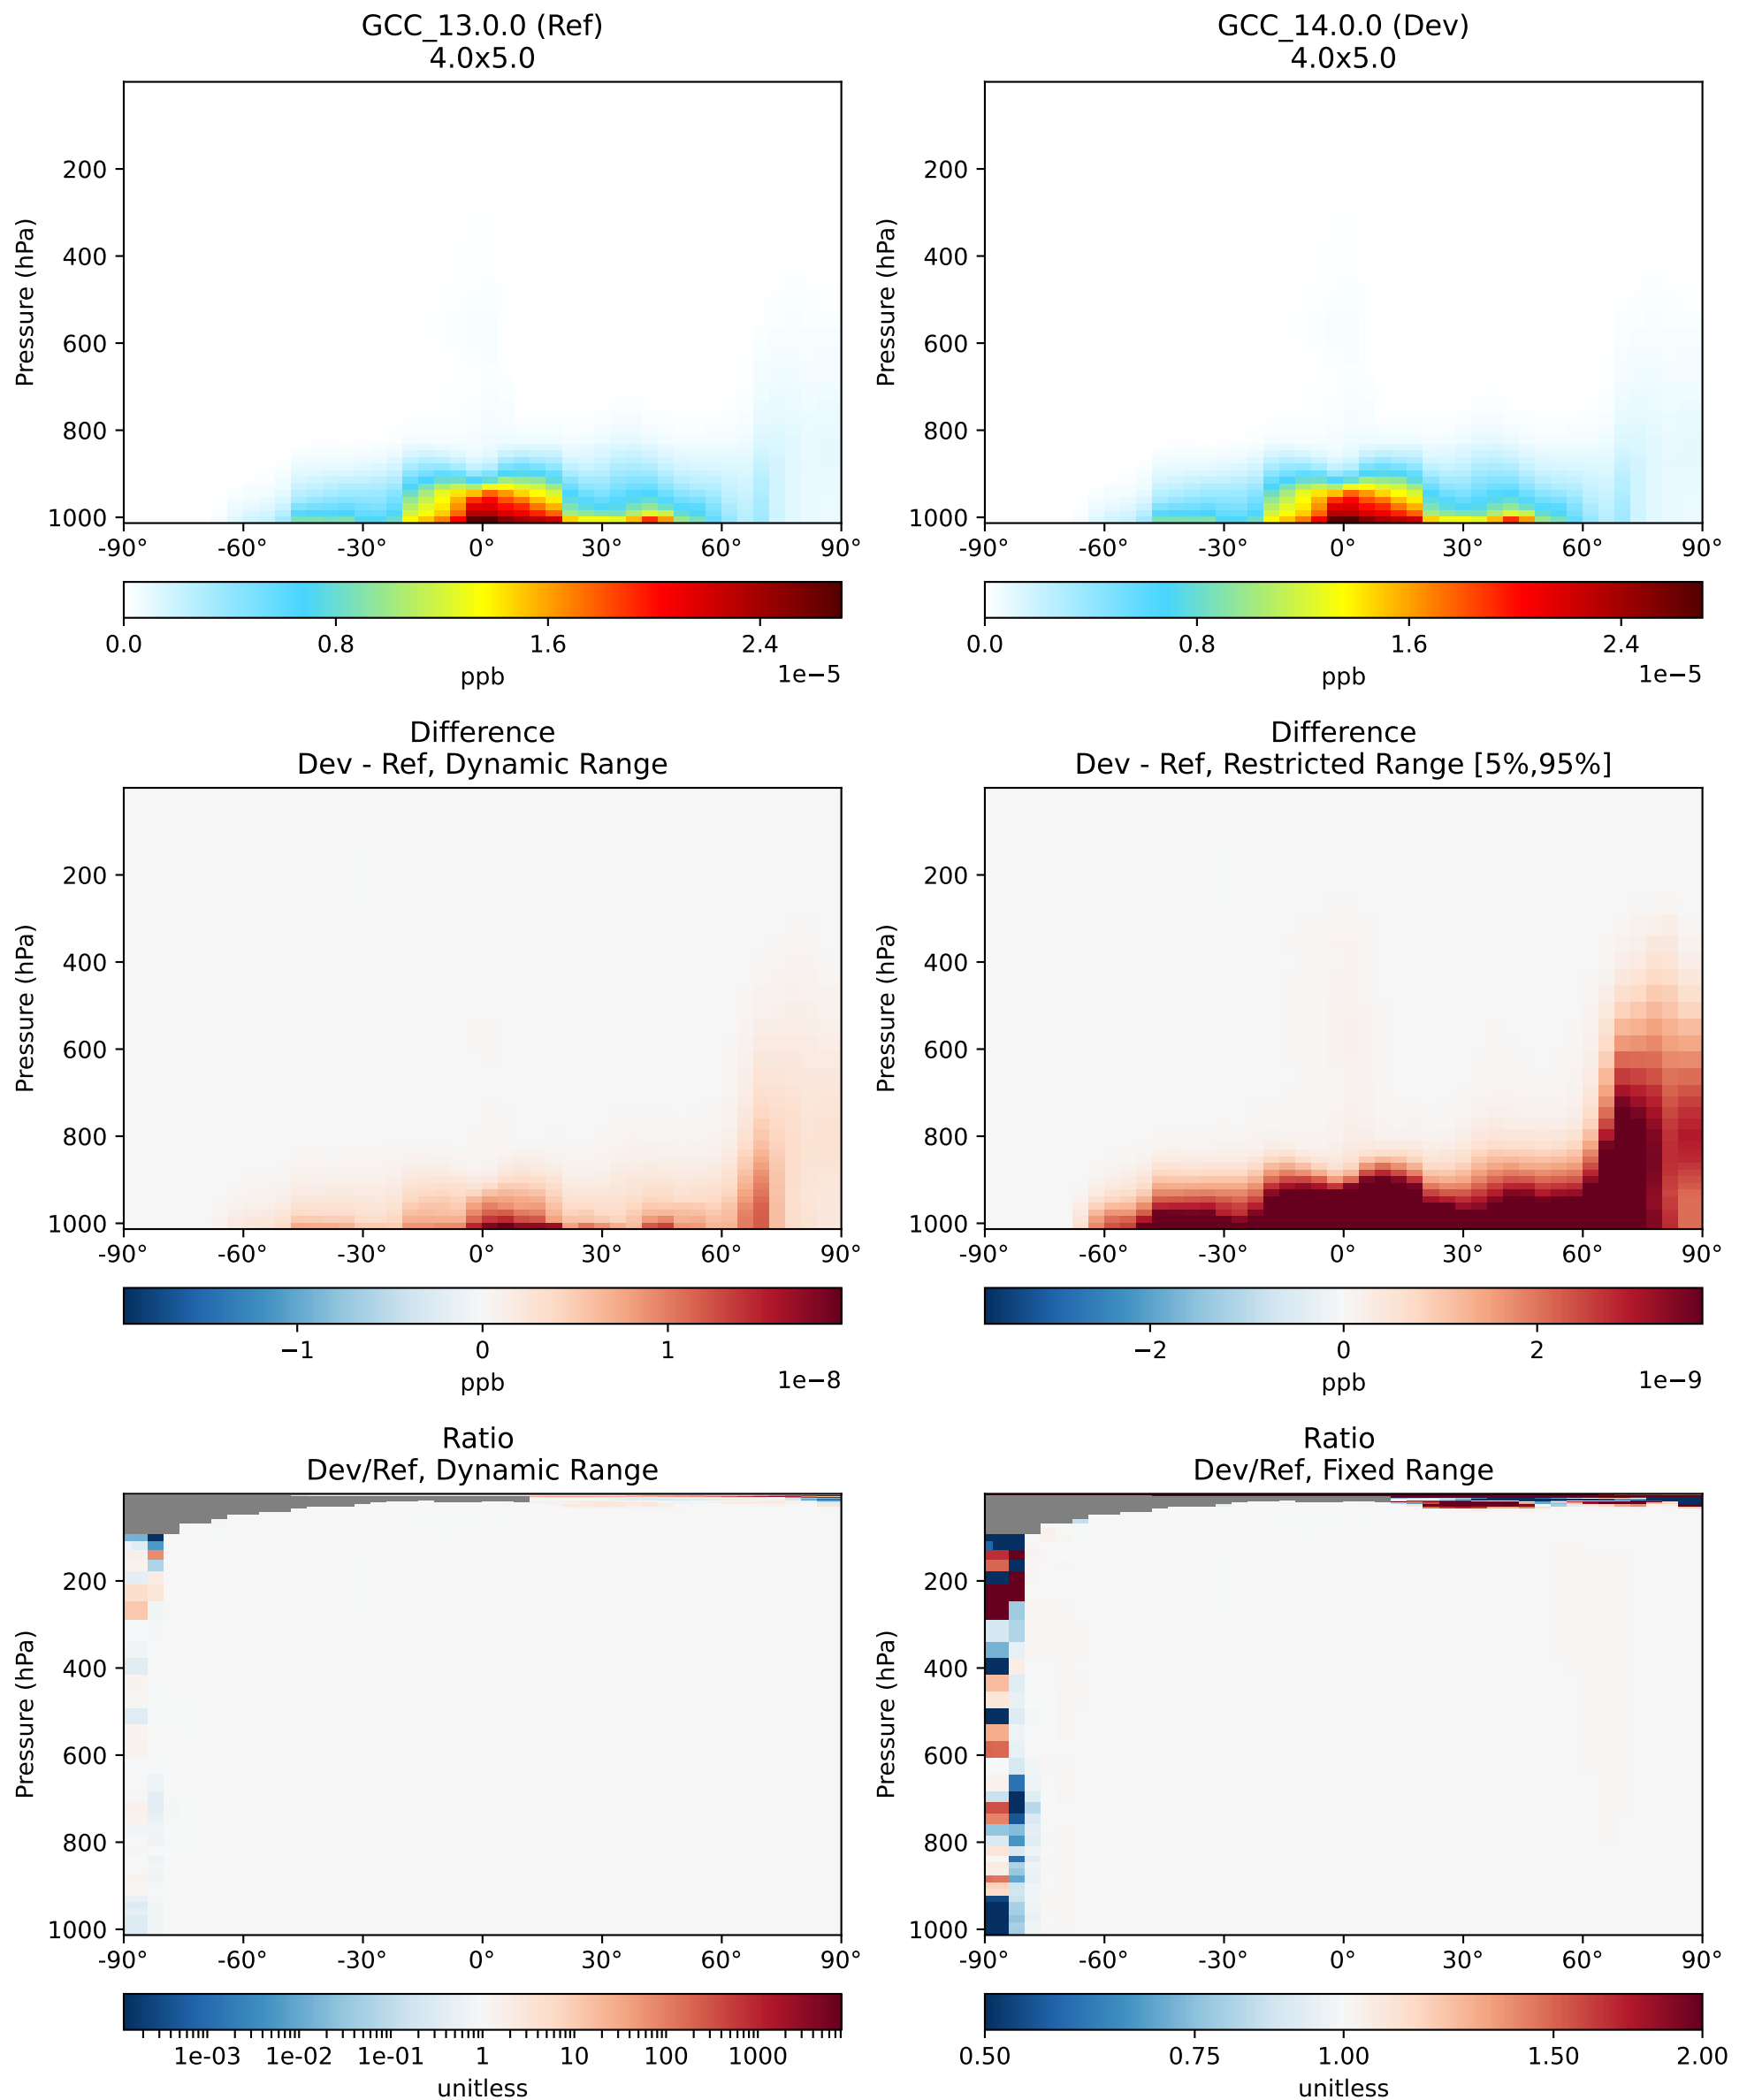 GCC_13.0.0 (Ref)
4.0x5.0
Pressure (hPa)
200
400
600
800
1000
-90° -60° -30° 0° 30° 60° 90°
0.0 0.8 1.6 2.4
1e−5
ppb
GCC_14.0.0 (Dev)
4.0x5.0
Pressure (hPa)
200
400
600
800
1000
-90° -60° -30° 0° 30° 60° 90°
0.0 0.8 1.6 2.4
1e−5
ppb
Difference
Dev - Ref, Dynamic Range
Pressure (hPa)
200
400
600
800
1000
-90° -60° -30° 0° 30° 60° 90°
−1 0 1
1e−8
ppb
Difference
Dev - Ref, Restricted Range [5%,95%]
Pressure (hPa)
200
400
600
800
1000
-90° -60° -30° 0° 30° 60° 90°
−2 0 2
1e−9
ppb
Ratio
Dev/Ref, Dynamic Range
Pressure (hPa)
200
400
600
800
1000
-90° -60° -30° 0° 30° 60° 90°
1e-03 1e-02 1e-01 1 10 100 1000
unitless
Ratio
Dev/Ref, Fixed Range
Pressure (hPa)
200
400
600
800
1000
-90° -60° -30° 0° 30° 60° 90°
0.50 0.75 1.00 1.50 2.00
unitless